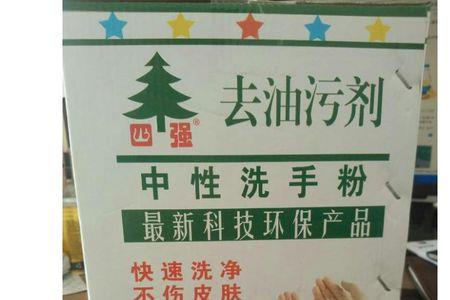 去油污剂
四强®
中性洗手粉
最新科技环保产品
快速洗净
不伤皮肤